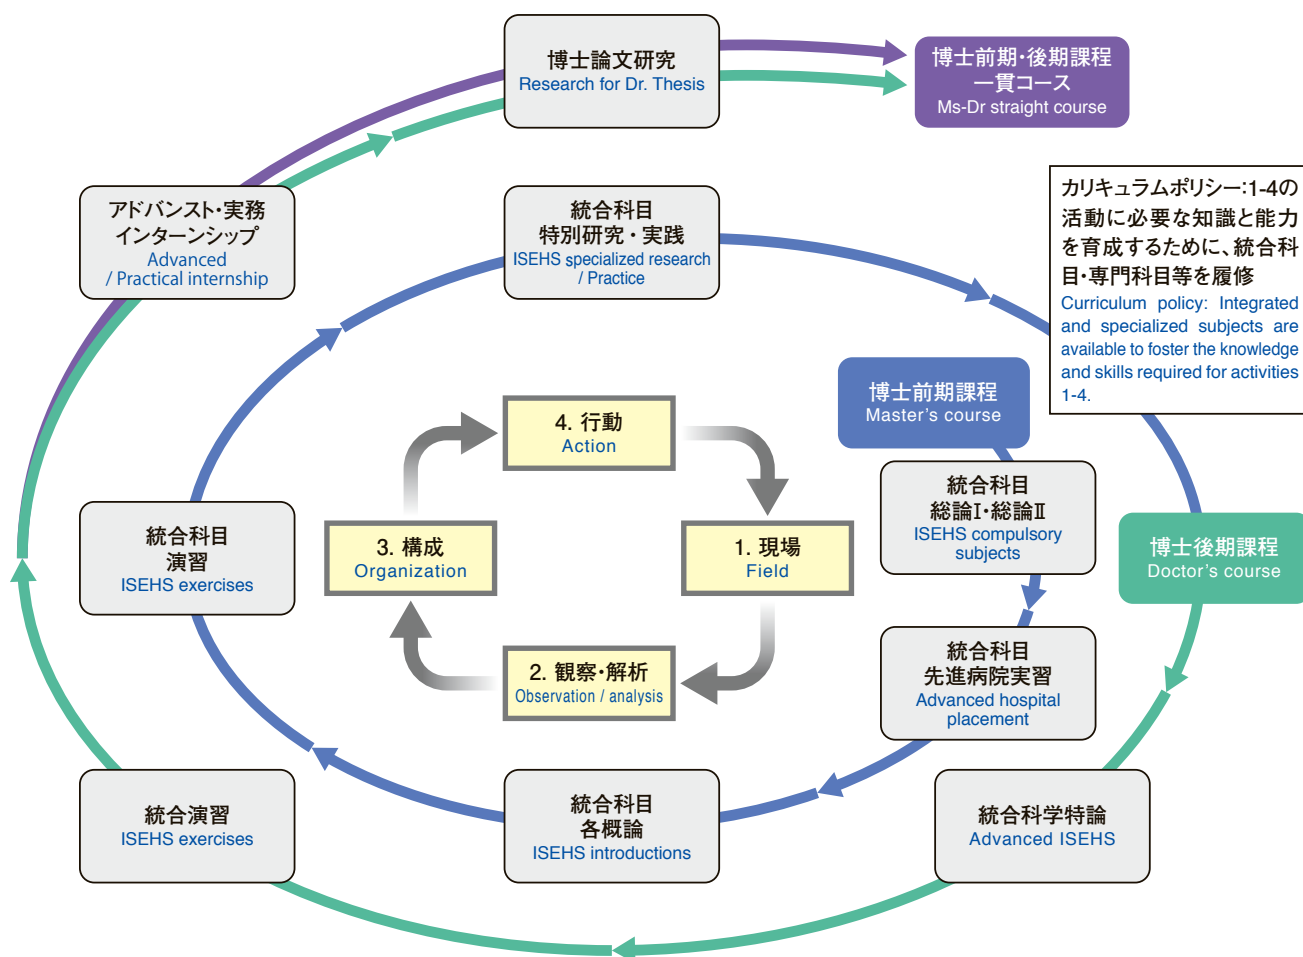 博士論文研究
Research for Dr. Thesis
博士前期・後期課程
一貫コース
Ms-Dr straight course
アドバンスト・実務
インターンシップ
Advanced
/ Practical internship
統合科目
特別研究・実践
ISEHS specialized research
/ Practice
カリキュラムポリシー:1-4の
活動に必要な知識と能力
を育成するために、統合科
目・専門科目等を履修
Curriculum policy: Integrated
and specialized subjects are
available to foster the knowledge
and skills required for activities
1-4.
博士前期課程
Master's course
4. 行動
Action
統合科目
総論I・総論II
ISEHS compulsory
subjects
統合科目
演習
ISEHS exercises
3. 構成
Organization
1. 現場
Field
博士後期課程
Doctor's course
2. 観察・解析
Observation / analysis
統合科目
先進病院実習
Advanced hospital
placement
統合演習
ISEHS exercises
統合科目
各概論
ISEHS introductions
統合科学特論
Advanced ISEHS